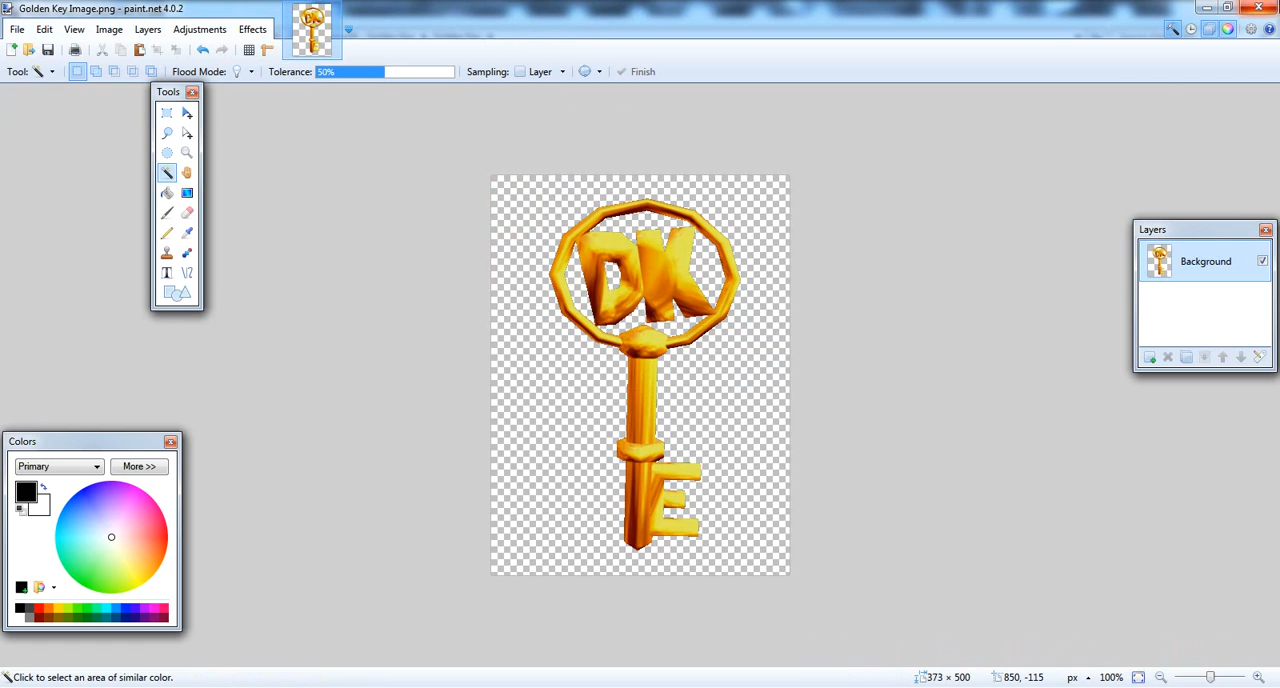 Golden Key Image.png - paint.net 4.0.2
File Edit View Image Layers Adjustments Effects
Tool: Flood Mode: Tolerance: 50% Sampling: Layer Finish
Tools
DK
E
Layers
Background
Colors
Primary More >>
Click to select an area of similar color. 373 × 500 850, -115 px 100%